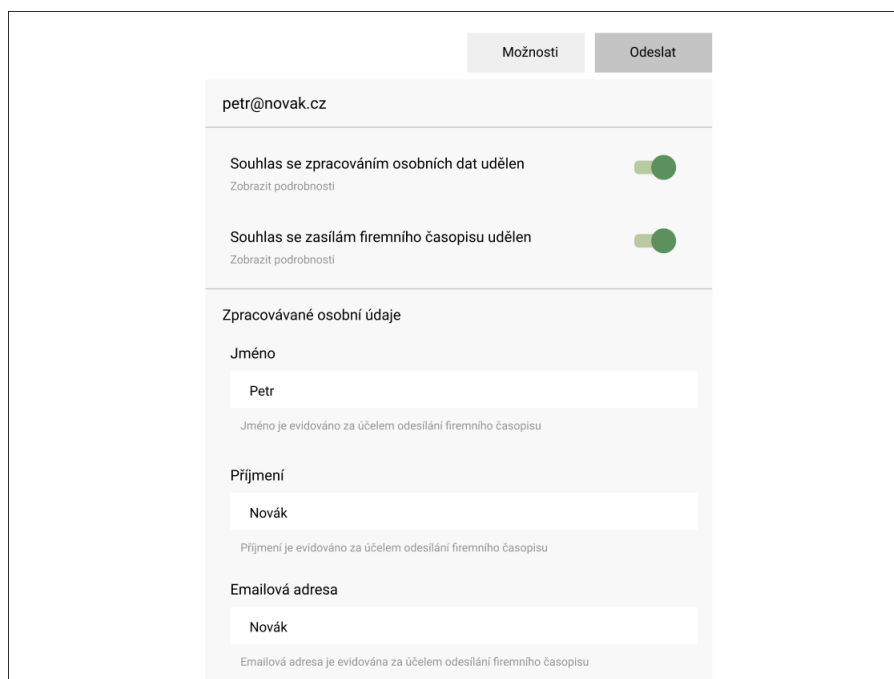 Možnosti
Odeslat
petr@novak.cz
Souhlas se zpracováním osobních dat udělen
Zobrazit podrobnosti
Souhlas se zasílám firemního časopisu udělen
Zobrazit podrobnosti
Zpracovávané osobní údaje
Jméno
Petr
Jméno je evidováno za účelem odesílání firemního časopisu
Příjmení
Novák
Příjmení je evidováno za účelem odesílání firemního časopisu
Emailová adresa
Novák
Emailová adresa je evidována za účelem odesílání firemního časopisu